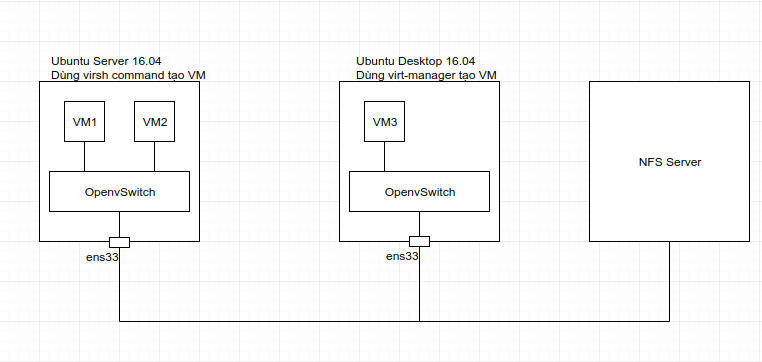 Ubuntu Server 16.04
Dùng virsh command tạo VM
VM1
VM2
OpenvSwitch
ens33
Ubuntu Desktop 16.04
Dùng virt-manager tạo VM
VM3
OpenvSwitch
ens33
NFS Server